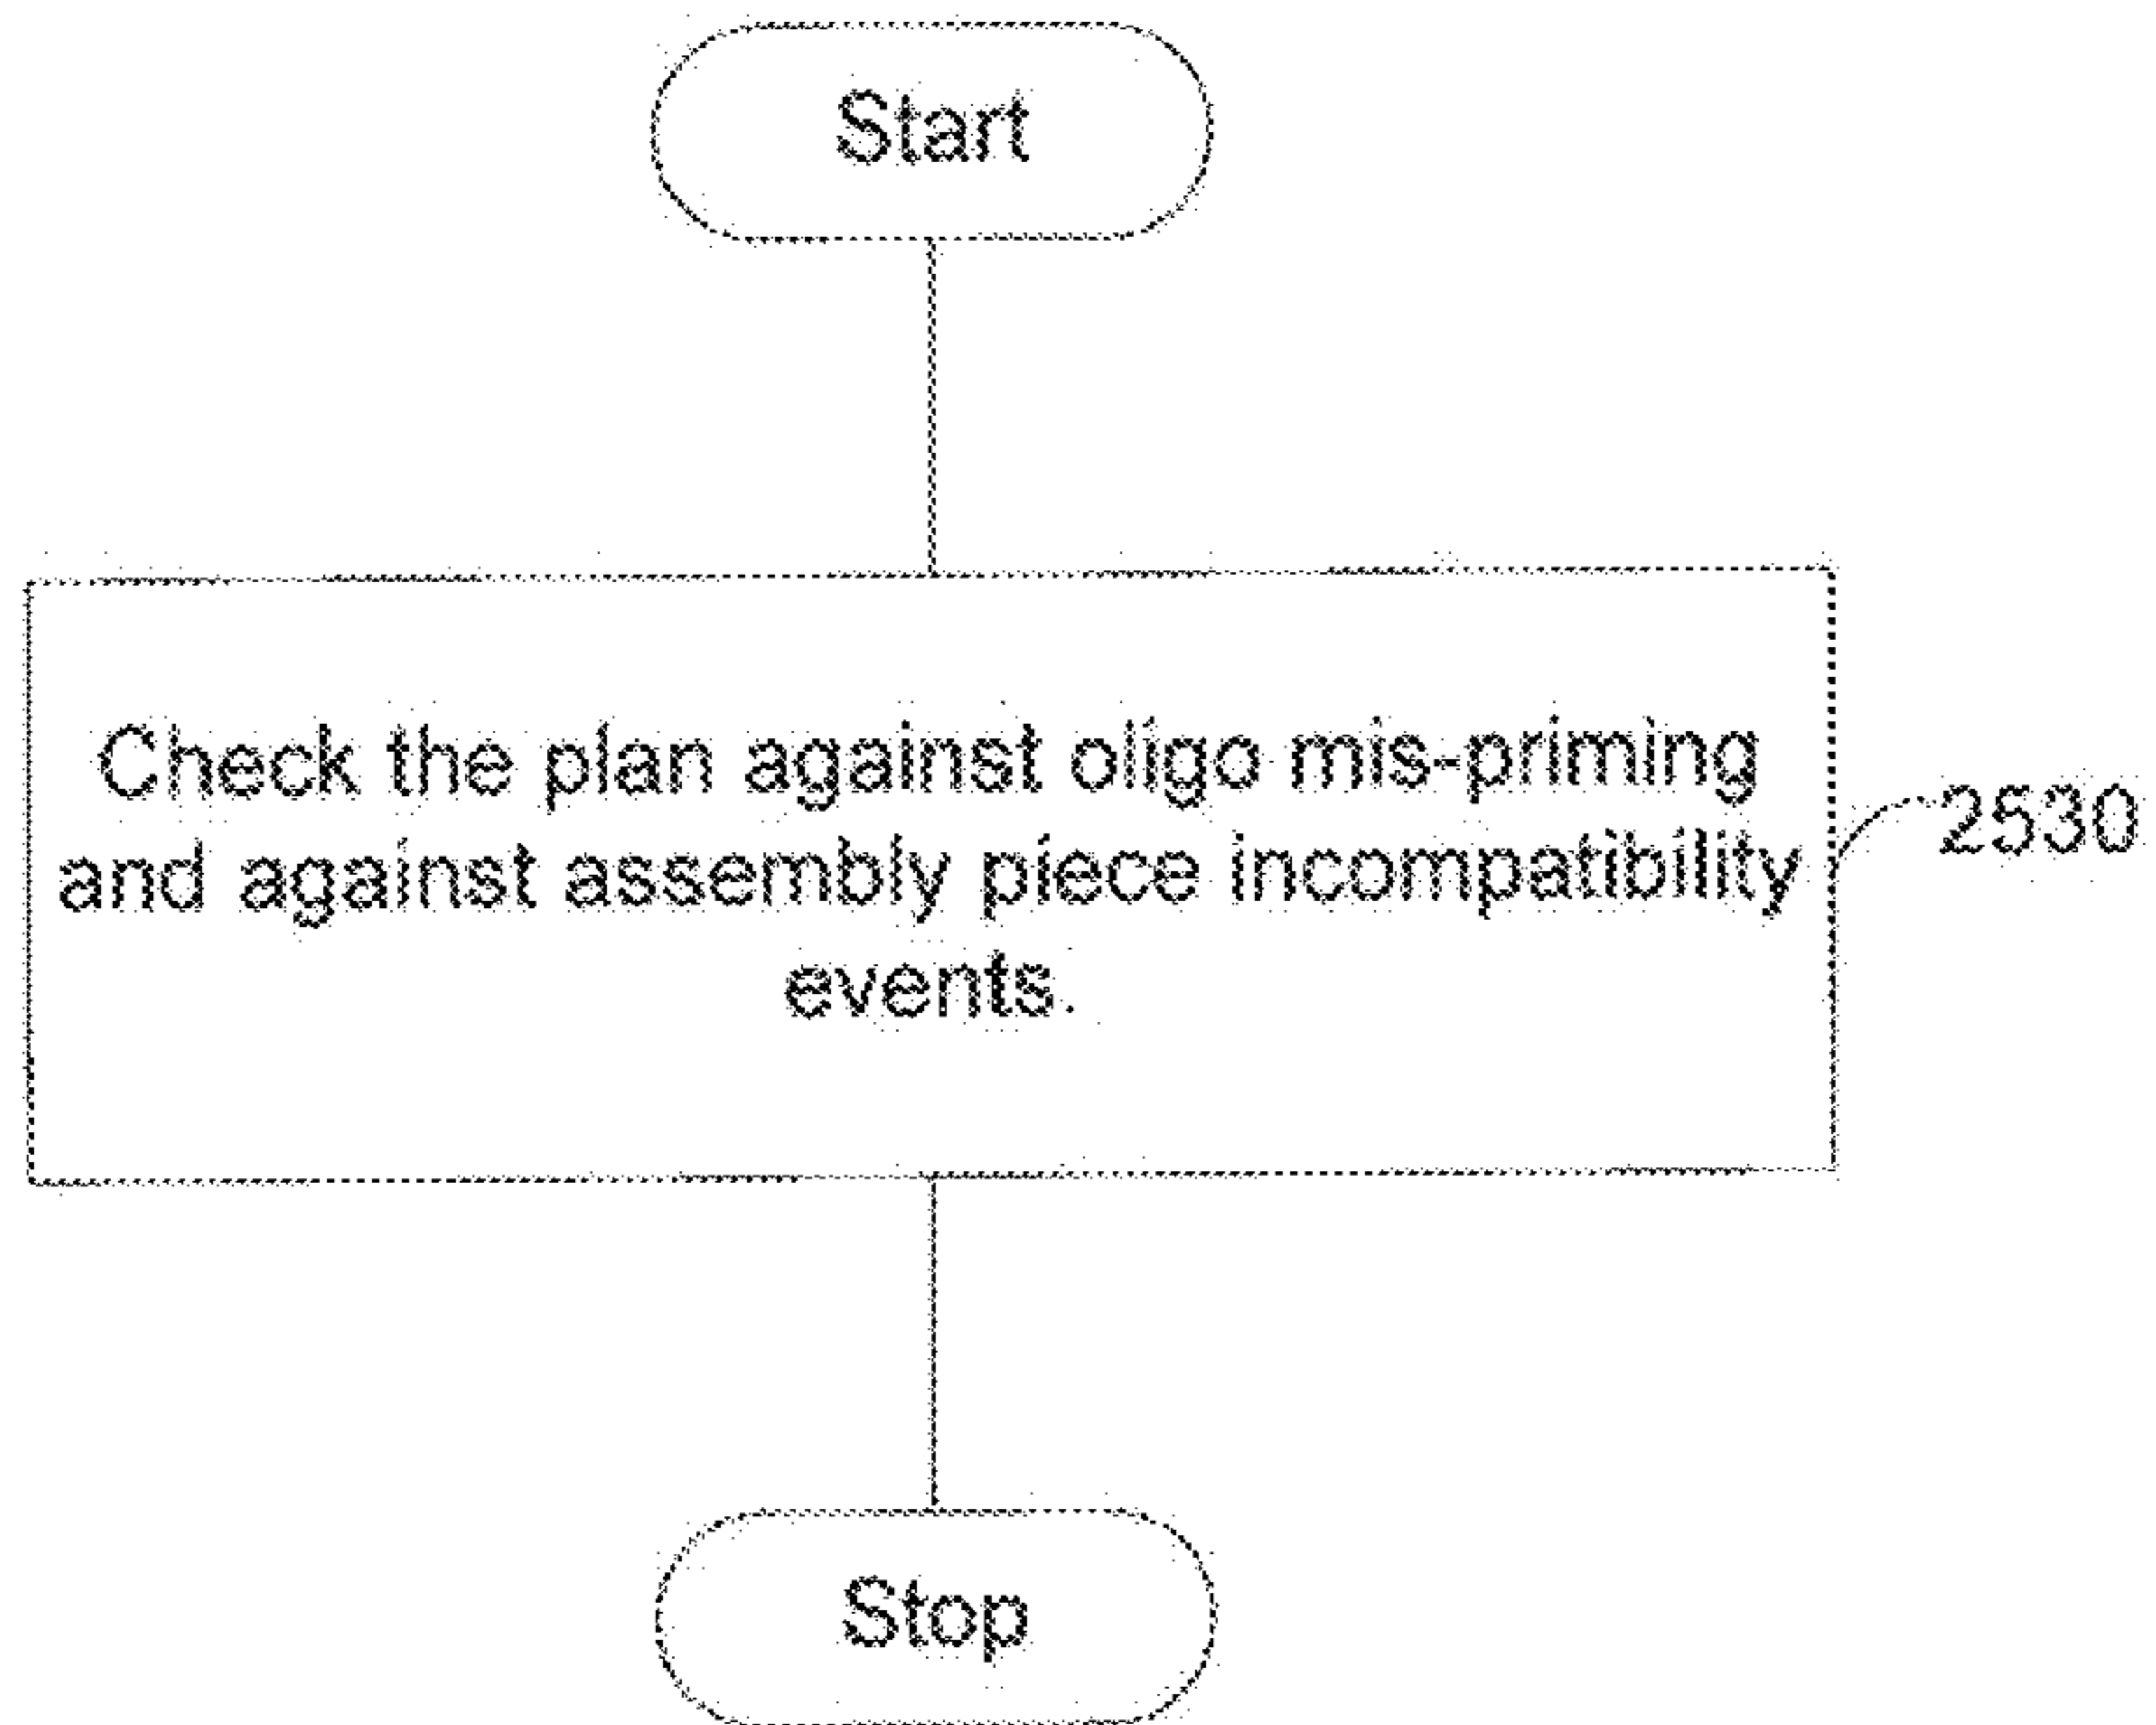 Start
Check the plan against oligo mis-priming
and against assembly piece incompatibility
events.
2530
Stop